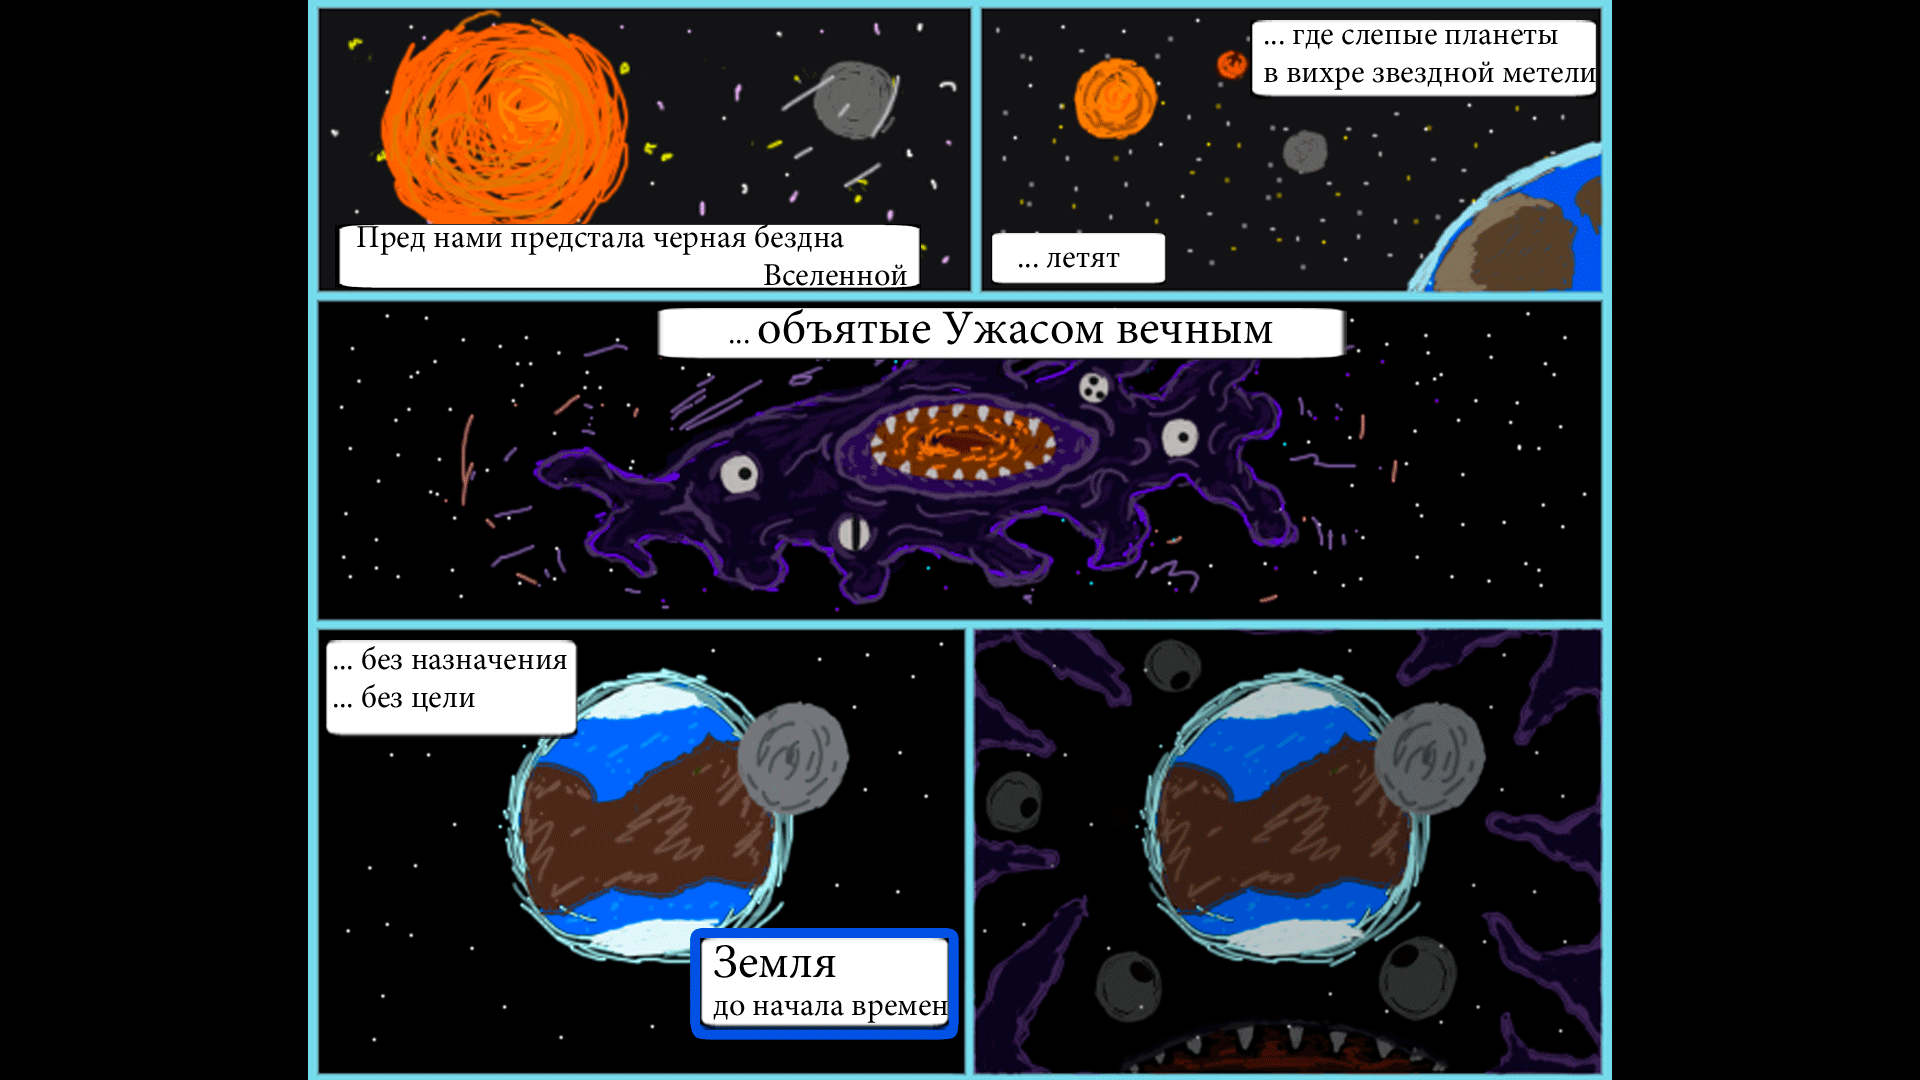 Пред нами предстала черная бездна
Вселенной
... где слепые планеты
в вихре звездной метели
... летят
... объятые Ужасом вечным
... без назначения
... без цели
Земля
до начала времен